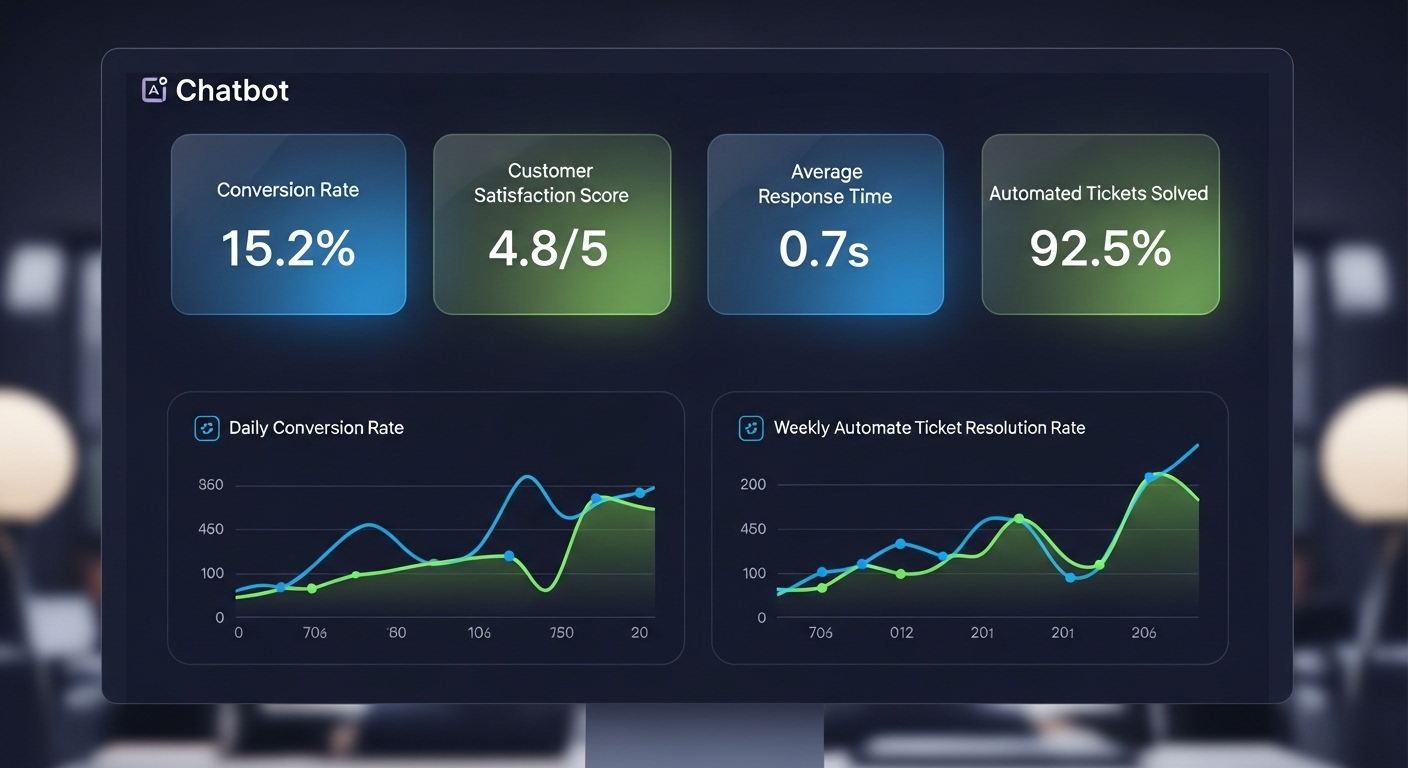 A Chatbot
Conversion Rate
15.2%
Customer
Satisfaction Score
4.8/5
Average
Response Time
0.7s
Automated Tickets Solved
92.5%
Daily Conversion Rate
360
460
100
0
0 706 80 106 750 20
Weekly Automate Ticket Resolution Rate
200
450
100
0
706 012 201 201 206